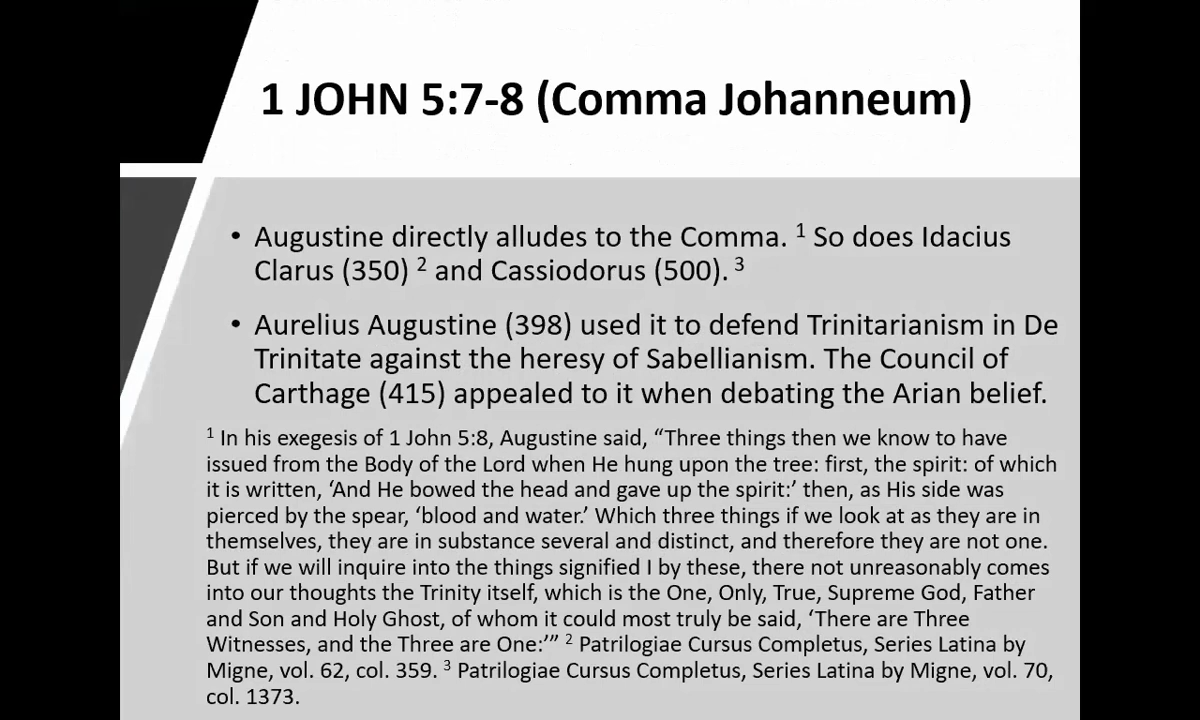 1 JOHN 5:7-8 (Comma Johanneum)
• Augustine directly alludes to the Comma. ¹ So does Idacius
Clarus (350) ² and Cassiodorus (500). ³
• Aurelius Augustine (398) used it to defend Trinitarianism in De
Trinitate against the heresy of Sabellianism. The Council of
Carthage (415) appealed to it when debating the Arian belief.
¹ In his exegesis of 1 John 5:8, Augustine said, “Three things then we know to have
issued from the Body of the Lord when He hung upon the tree: first, the spirit: of which
it is written, ‘And He bowed the head and gave up the spirit:’ then, as His side was
pierced by the spear, ‘blood and water.’ Which three things if we look at as they are in
themselves, they are in substance several and distinct, and therefore they are not one.
But if we will inquire into the things signified I by these, there not unreasonably comes
into our thoughts the Trinity itself, which is the One, Only, True, Supreme God, Father
and Son and Holy Ghost, of whom it could most truly be said, ‘There are Three
Witnesses, and the Three are One:’” ² Patrilogiae Cursus Completus, Series Latina by
Migne, vol. 62, col. 359. ³ Patrilogiae Cursus Completus, Series Latina by Migne, vol. 70,
col. 1373.